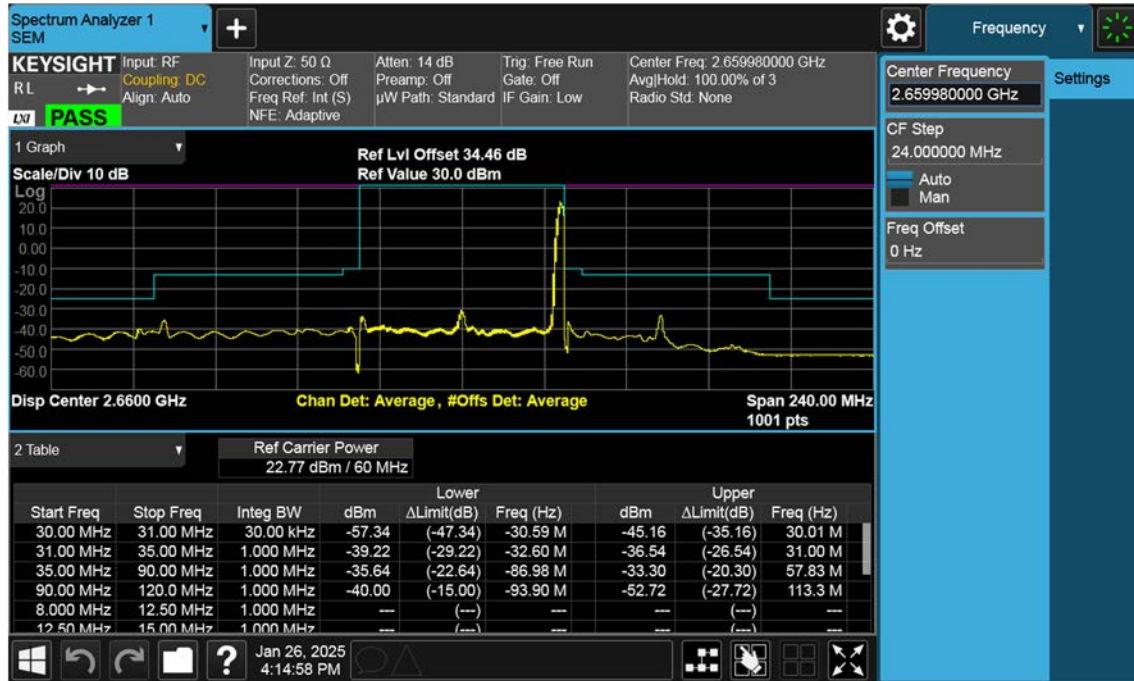 Spectrum Analyzer 1
SEM
Frequency
KEYSIGHT
R L
LXI PASS
Input: RF
Coupling: DC
Align: Auto
Input Z: 50 Ω
Corrections: Off
Freq Ref: Int (S)
NFE: Adaptive
Atten: 14 dB
Preamp: Off
µW Path: Standard
Trig: Free Run
Gate: Off
IF Gain: Low
Center Freq: 2.659980000 GHz
Avg|Hold: 100.00% of 3
Radio Std: None
Center Frequency
2.659980000 GHz
Settings
CF Step
24.000000 MHz
Auto
Man
Freq Offset
0 Hz
1 Graph
Scale/Div 10 dB
Ref Lvl Offset 34.46 dB
Ref Value 30.0 dBm
Log
20.0
10.0
0.00
-10.0
-20.0
-30.0
-40.0
-50.0
-60.0
Disp Center 2.6600 GHz
Chan Det: Average, #Offs Det: Average
Span 240.00 MHz
1001 pts
2 Table
Ref Carrier Power
22.77 dBm / 60 MHz
Lower Upper
Start Freq Stop Freq Integ BW dBm ΔLimit(dB) Freq (Hz) dBm ΔLimit(dB) Freq (Hz)
30.00 MHz 31.00 MHz 30.00 kHz -57.34 (-47.34) -30.59 M -45.16 (-35.16) 30.01 M
31.00 MHz 35.00 MHz 1.000 MHz -39.22 (-29.22) -32.60 M -36.54 (-26.54) 31.00 M
35.00 MHz 90.00 MHz 1.000 MHz -35.64 (-22.64) -86.98 M -33.30 (-20.30) 57.83 M
90.00 MHz 120.0 MHz 1.000 MHz -40.00 (-15.00) -93.90 M -52.72 (-27.72) 113.3 M
8.000 MHz 12.50 MHz 1.000 MHz --- (---) --- --- (---) ---
12.50 MHz 15.00 MHz 1.000 MHz --- (---) --- --- (---) ---
?
Jan 26, 2025
4:14:58 PM